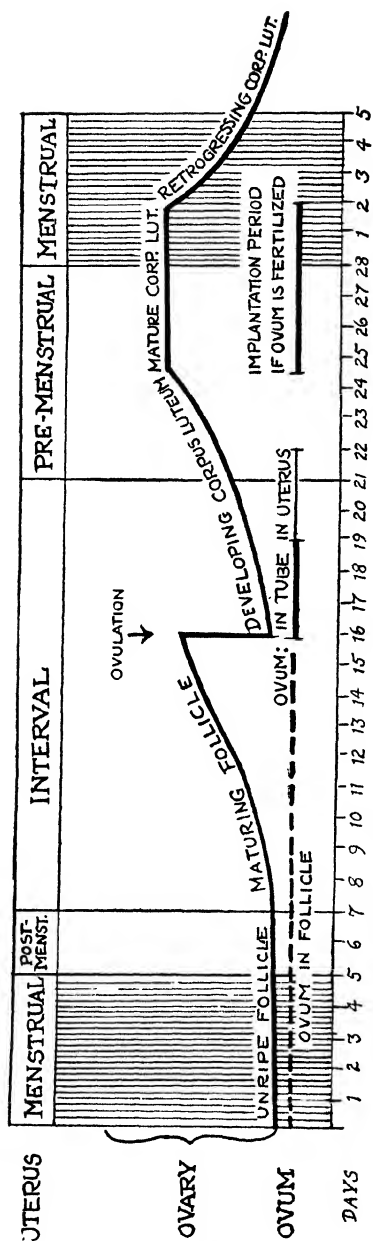 UTERUS
MENSTRUAL
POST-
MENST.
INTERVAL
PRE-MENSTRUAL
MENSTRUAL
OVARY
UNRIPE FOLLICLE
MATURING FOLLICLE
OVULATION
DEVELOPING CORPUS LUTEUM
MATURE CORP. LUT.
RETROGRESSING CORP. LUT.
OVUM
OVUM IN FOLLICLE
OVUM: IN TUBE IN UTERUS
IMPLANTATION PERIOD
IF OVUM IS FERTILIZED
DAYS
1 2 3 4 5 6 7 8 9 10 11 12 13 14 15 16 17 18 19 20 21 22 23 24 25 26 27 28 1 2 3 4 5